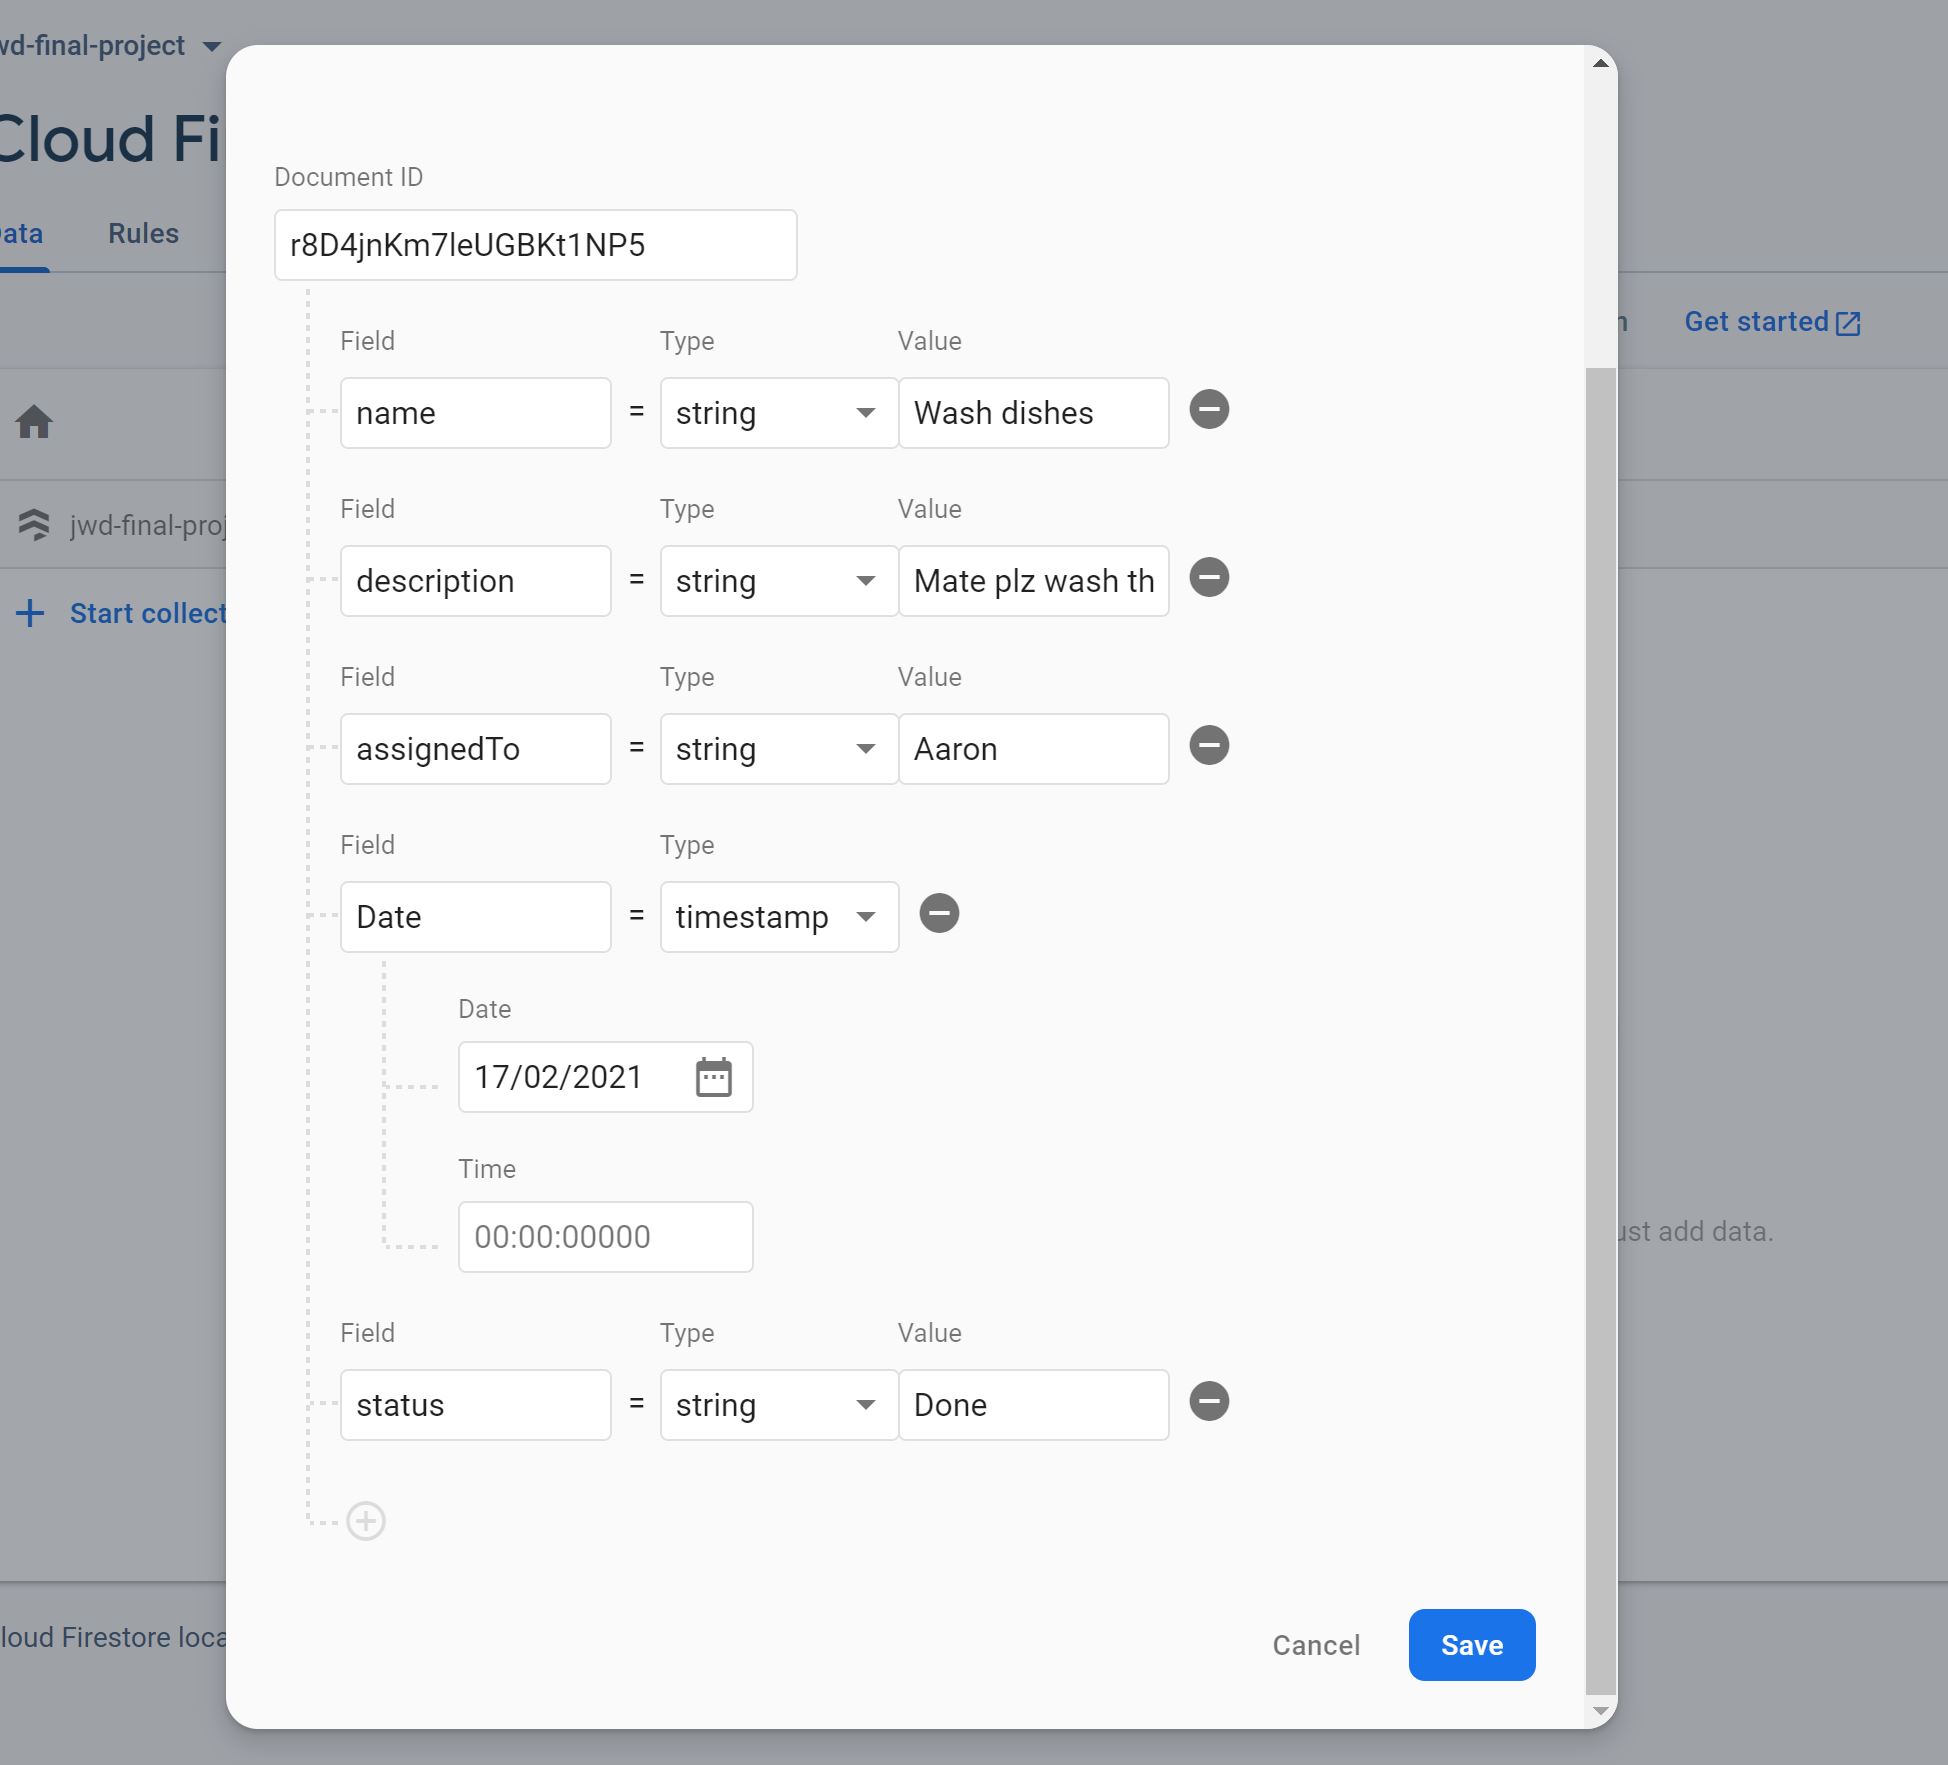 wd-final-project
Cloud Fi
ata
Rules
Get started
jwd-final-proj
Start collect
ust add data.
loud Firestore loca
Document ID
r8D4jnKm7leUGBKt1NP5
Field Type Value
name = string Wash dishes
Field Type Value
description = string Mate plz wash th
Field Type Value
assignedTo = string Aaron
Field Type
Date = timestamp
Date
17/02/2021
Time
00:00:00000
Field Type Value
status = string Done
Cancel Save